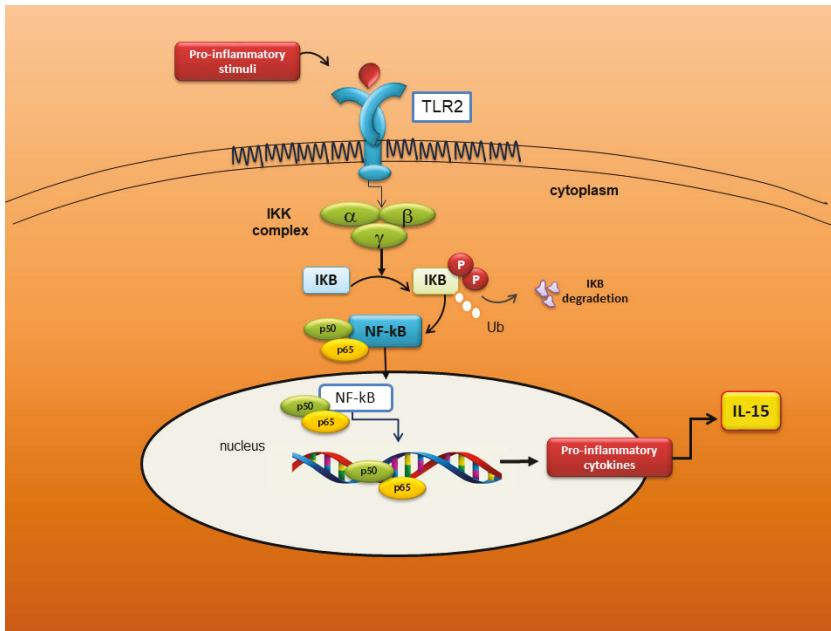 Pro-inflammatory
stimuli
TLR2
cytoplasm
IKK
complex
α
β
γ
IKB
IKB
P
P
IKB
degradetion
Ub
p50
NF-kB
p65
NF-kB
p50
p65
nucleus
p50
p65
Pro-inflammatory
cytokines
IL-15